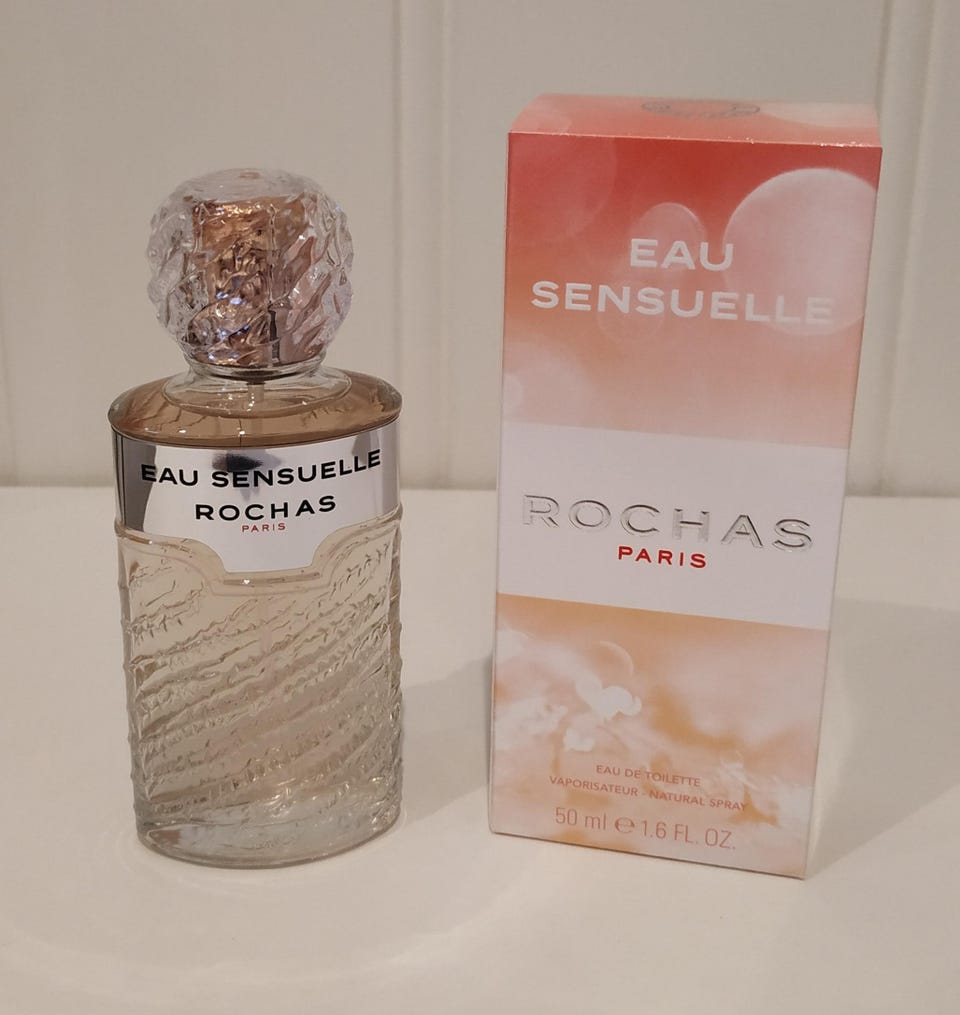 EAU SENSUELLE
ROCHAS
PARIS
EAU
SENSUELLE
ROCHAS
PARIS
EAU DE TOILETTE
VAPORISATEUR - NATURAL SPRAY
50 ml ℮ 1.6 FL. OZ.